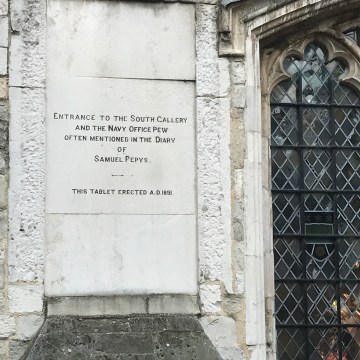 ENTRANCE TO THE SOUTH GALLERY
AND THE NAVY OFFICE PEW
OFTEN MENTIONED IN THE DIARY
OF
SAMUEL PEPYS.
THIS TABLET ERECTED A.D. 1891.